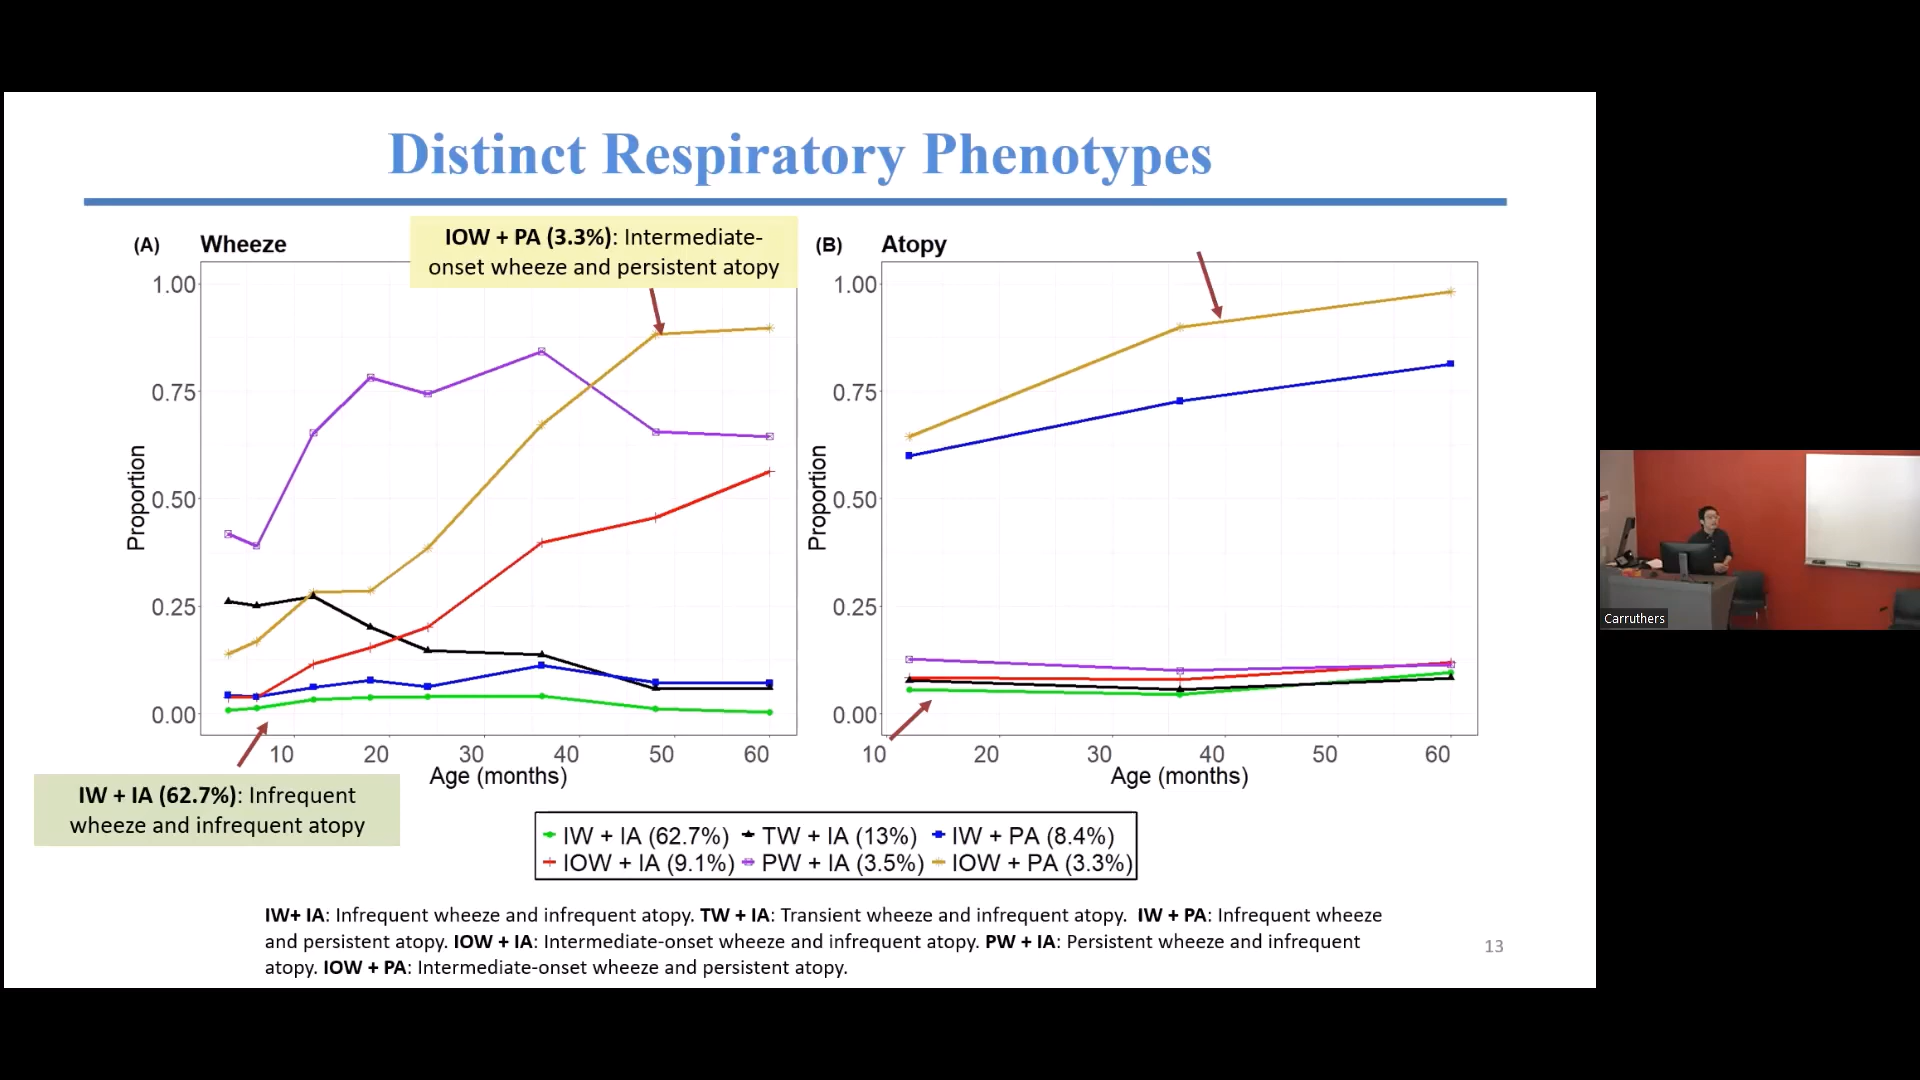 Distinct Respiratory Phenotypes
IOW + PA (3.3%): Intermediate-
onset wheeze and persistent atopy
(A) Wheeze
1.00
0.75
0.50
0.25
0.00
Proportion
10 20 30 40 50 60
Age (months)
(B) Atopy
1.00
0.75
0.50
0.25
0.00
Proportion
10 20 30 40 50 60
Age (months)
IW + IA (62.7%): Infrequent
wheeze and infrequent atopy
IW + IA (62.7%) TW + IA (13%) IW + PA (8.4%)
IOW + IA (9.1%) PW + IA (3.5%) IOW + PA (3.3%)
IW+ IA: Infrequent wheeze and infrequent atopy. TW + IA: Transient wheeze and infrequent atopy. IW + PA: Infrequent wheeze
and persistent atopy. IOW + IA: Intermediate-onset wheeze and infrequent atopy. PW + IA: Persistent wheeze and infrequent
atopy. IOW + PA: Intermediate-onset wheeze and persistent atopy.
13
Carruthers